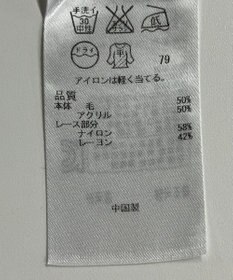 手洗イ
30
中性
低
ドライ
79
アイロンは軽く当てる。
品質
本体 毛 50%
アクリル 50%
レース部分
ナイロン 58%
レーヨン 42%
中国製